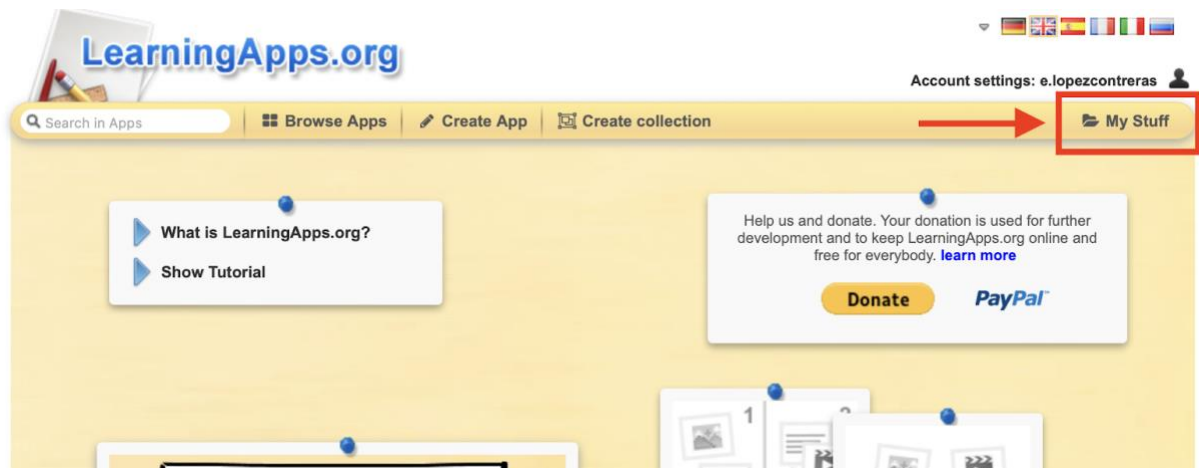 LearningApps.org
Account settings: e.lopezcontreras
Search in Apps
Browse Apps
Create App
Create collection
My Stuff
What is LearningApps.org?
Show Tutorial
Help us and donate. Your donation is used for further
development and to keep LearningApps.org online and
free for everybody. learn more
Donate
PayPal™
1
2